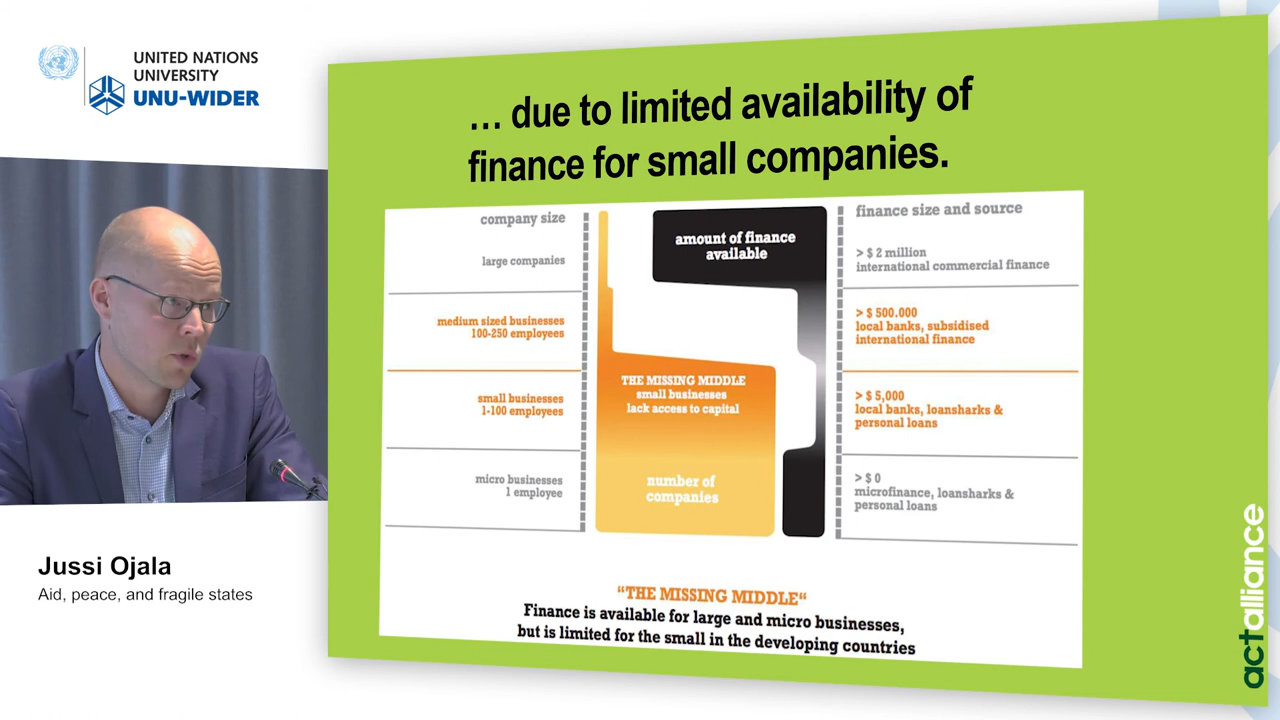 UNITED NATIONS
UNIVERSITY
UNU-WIDER
… due to limited availability of
finance for small companies.
company size
large companies
medium sized businesses
100-250 employees
small businesses
1-100 employees
micro businesses
1 employee
amount of finance
available
THE MISSING MIDDLE
small businesses
lack access to capital
number of
companies
finance size and source
> $ 2 million
international commercial finance
> $ 500.000
local banks, subsidised
international finance
> $ 5,000
local banks, loansharks &
personal loans
> $ 0
microfinance, loansharks &
personal loans
“THE MISSING MIDDLE“
Finance is available for large and micro businesses,
but is limited for the small in the developing countries
actalliance
Jussi Ojala
Aid, peace, and fragile states